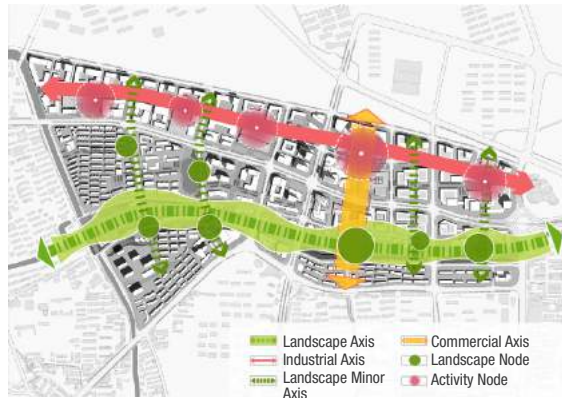 Landscape Axis
Industrial Axis
Landscape Minor
Axis
Commercial Axis
Landscape Node
Activity Node